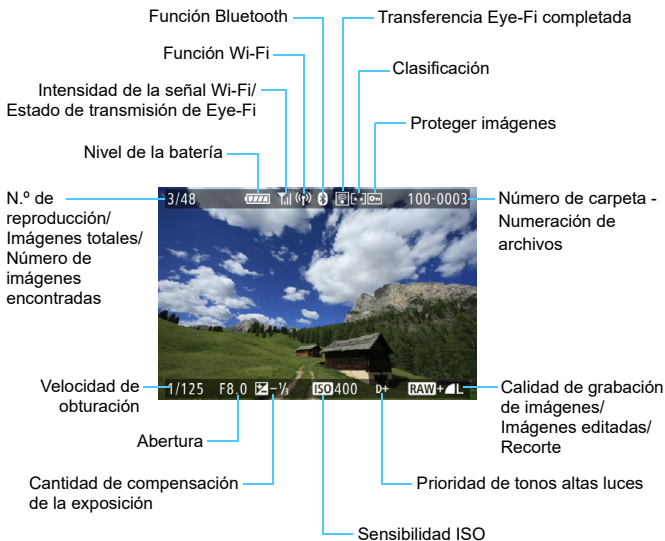 Función Bluetooth
Transferencia Eye-Fi completada
Función Wi-Fi
Clasificación
Intensidad de la señal Wi-Fi/
Estado de transmisión de Eye-Fi
Proteger imágenes
Nivel de la batería
N.º de
reproducción/
Imágenes totales/
Número de
imágenes
encontradas
3/48
100-0003
Número de carpeta -
Numeración de
archivos
Velocidad de
obturación
1/125 F8.0 -⅓ ISO 400 D+ RAW+L
Calidad de grabación
de imágenes/
Imágenes editadas/
Recorte
Abertura
Cantidad de compensación
de la exposición
Prioridad de tonos altas luces
Sensibilidad ISO